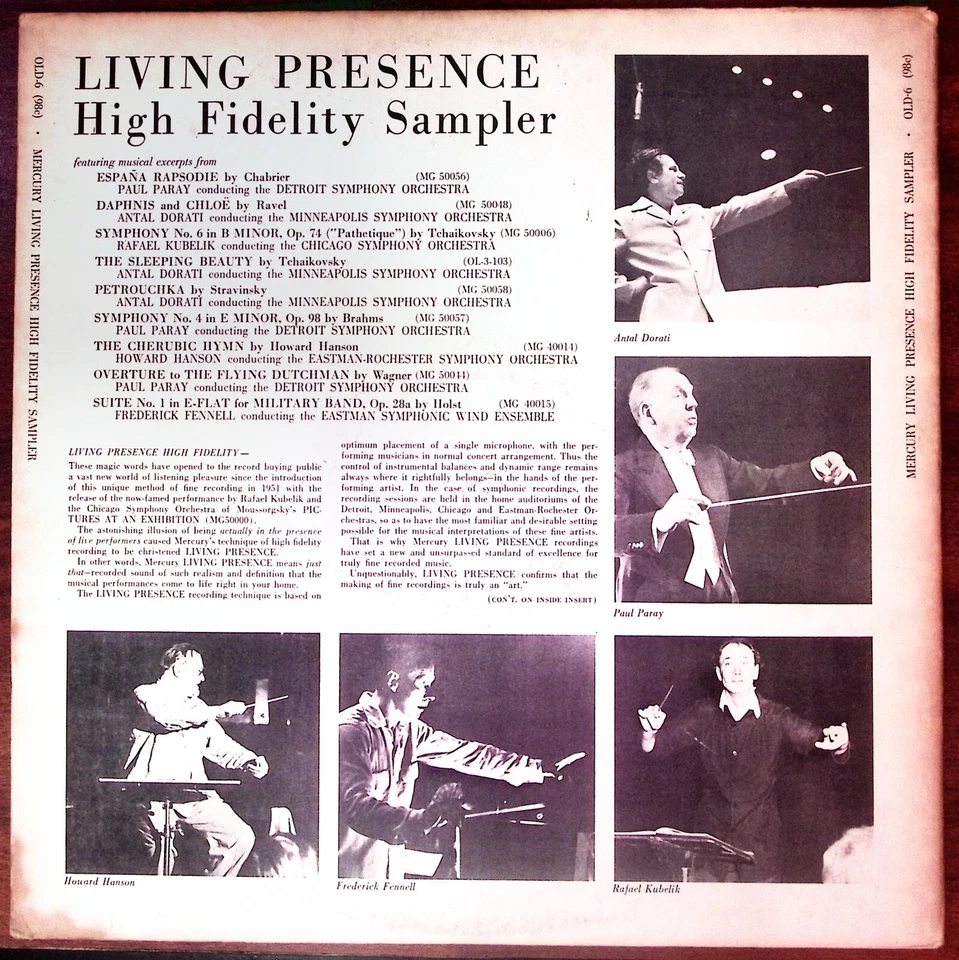 LIVING PRESENCE
High Fidelity Sampler
featuring musical excerpts from
ESPAÑA RAPSODIE by Chabrier (MG 50056)
PAUL PARAY conducting the DETROIT SYMPHONY ORCHESTRA
DAPHNIS and CHLOË by Ravel (MG 50048)
ANTAL DORATI conducting the MINNEAPOLIS SYMPHONY ORCHESTRA
SYMPHONY No. 6 in B MINOR, Op. 74 ("Pathetique") by Tchaikovsky (MG 50006)
RAFAEL KUBELIK conducting the CHICAGO SYMPHONY ORCHESTRA
THE SLEEPING BEAUTY by Tchaikovsky (OL-3-103)
ANTAL DORATI conducting the MINNEAPOLIS SYMPHONY ORCHESTRA
PETROUCHKA by Stravinsky (MG 50058)
ANTAL DORATI conducting the MINNEAPOLIS SYMPHONY ORCHESTRA
SYMPHONY No. 4 in E MINOR, Op. 98 by Brahms (MG 50057)
PAUL PARAY conducting the DETROIT SYMPHONY ORCHESTRA
THE CHERUBIC HYMN by Howard Hanson (MG 40014)
HOWARD HANSON conducting the EASTMAN-ROCHESTER SYMPHONY ORCHESTRA
OVERTURE to THE FLYING DUTCHMAN by Wagner (MG 50044)
PAUL PARAY conducting the DETROIT SYMPHONY ORCHESTRA
SUITE No. 1 in E-FLAT for MILITARY BAND, Op. 28a by Holst (MG 40015)
FREDERICK FENNELL conducting the EASTMAN SYMPHONIC WIND ENSEMBLE
LIVING PRESENCE HIGH FIDELITY—
These magic words have opened to the record buying public
a vast new world of listening pleasure since the introduction
of this unique method of fine recording in 1951 with the
release of the now-famed performance by Rafael Kubelik and
the Chicago Symphony Orchestra of Moussorgsky's PIC-
TURES AT AN EXHIBITION (MG50000).
The astonishing illusion of being actually in the presence
of live performers caused Mercury's technique of high fidelity
recording to be christened LIVING PRESENCE.
In other words, Mercury LIVING PRESENCE means just
that—recorded sound of such realism and definition that the
musical performances come to life right in your home.
The LIVING PRESENCE recording technique is based on
optimum placement of a single microphone, with the per-
forming musicians in normal concert arrangement. Thus the
control of instrumental balances and dynamic range remains
always where it rightfully belongs—in the hands of the per-
forming artist. In the case of symphonic recordings, the
recording sessions are held in the home auditoriums of the
Detroit, Minneapolis, Chicago and Eastman-Rochester Or-
chestras, so as to have the most familiar and desirable setting
possible for the musical interpretations of these fine artists.
That is why Mercury LIVING PRESENCE recordings
have set a new and unsurpassed standard of excellence for
truly fine recorded music.
Unquestionably, LIVING PRESENCE confirms that the
making of fine recordings is truly an "art."
(CON'T. ON INSIDE INSERT)
Antal Dorati
Paul Paray
Howard Hanson
Frederick Fennell
Rafael Kubelik
OLD-6 (98c) · MERCURY LIVING PRESENCE HIGH FIDELITY SAMPLER
MERCURY LIVING PRESENCE HIGH FIDELITY SAMPLER · OLD-6 (98c)